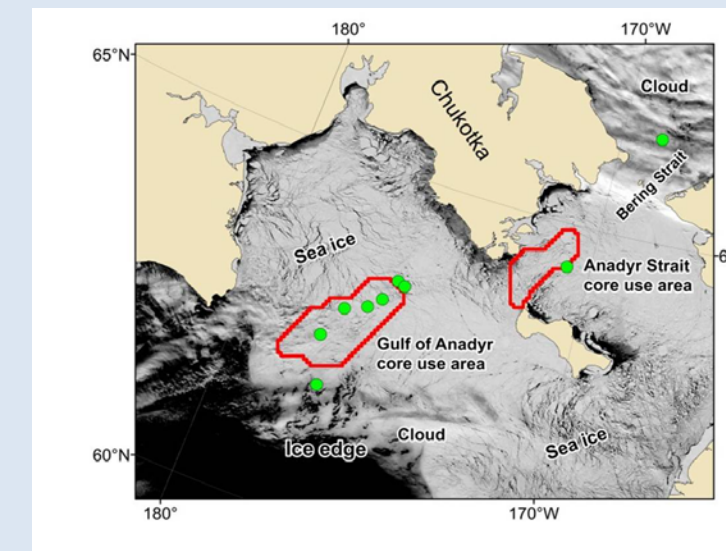 180°
170°W
65°N
Cloud
Chukotka
Bering Strait
Sea ice
Anadyr Strait
core use area
Gulf of Anadyr
core use area
Cloud
Ice edge
Sea ice
60°N
180°
170°W